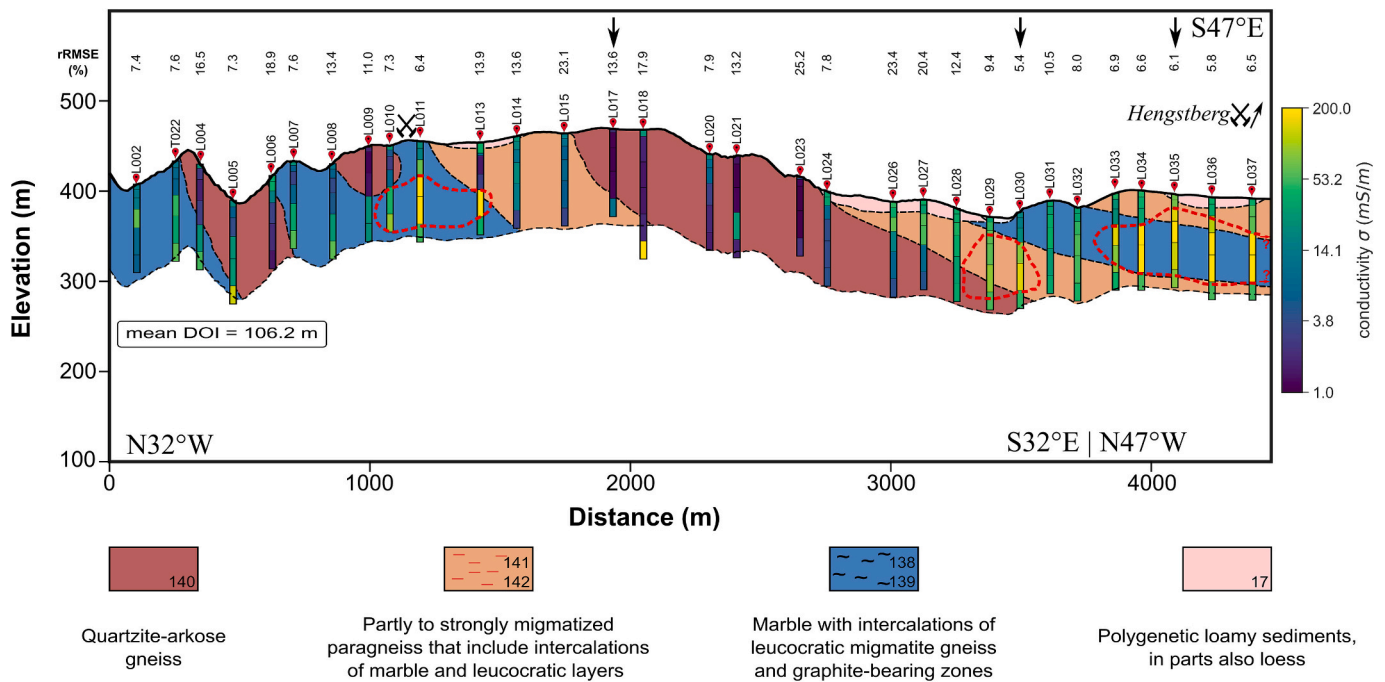 S47°E
rRMSE
(%)
7.4
7.6
16.5
7.3
18.9
7.6
13.4
11.0
7.3
6.4
13.9
13.6
23.1
13.6
17.9
7.9
13.2
25.2
7.8
23.4
20.4
12.4
9.4
5.4
10.5
8.0
6.9
6.6
6.1
5.8
6.5
L002
T022
L004
L005
L006
L007
L008
L009
L010
L011
L013
L014
L015
L017
L018
L020
L021
L023
L024
L026
L027
L028
L029
L030
L031
L032
L033
L034
L035
L036
L037
Hengstberg
?
?
Elevation (m)
500
400
300
200
100
mean DOI = 106.2 m
N32°W
S32°E | N47°W
0
1000
2000
3000
4000
Distance (m)
200.0
53.2
14.1
3.8
1.0
conductivity σ (mS/m)
140
141
142
138
139
17
Quartzite-arkose
gneiss
Partly to strongly migmatized
paragneiss that include intercalations
of marble and leucocratic layers
Marble with intercalations of
leucocratic migmatite gneiss
and graphite-bearing zones
Polygenetic loamy sediments,
in parts also loess